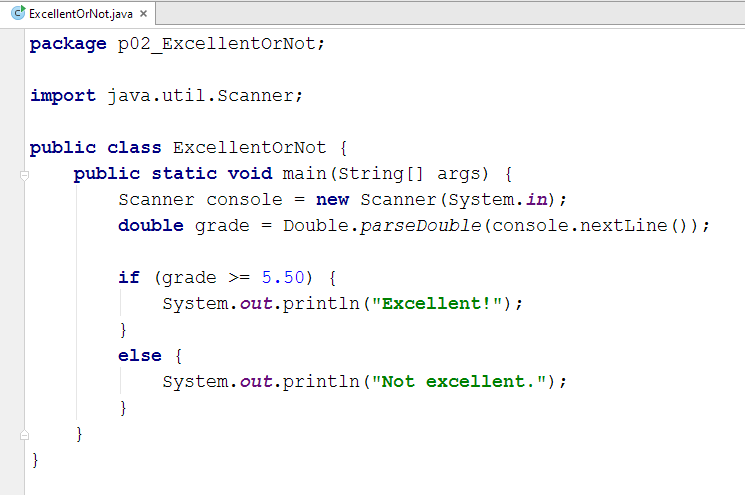 ExcellentOrNot.java
package p02_ExcellentOrNot;
import java.util.Scanner;
public class ExcellentOrNot {
public static void main(String[] args) {
Scanner console = new Scanner(System.in);
double grade = Double.parseDouble(console.nextLine());
if (grade >= 5.50) {
System.out.println("Excellent!");
}
else {
System.out.println("Not excellent.");
}
}
}